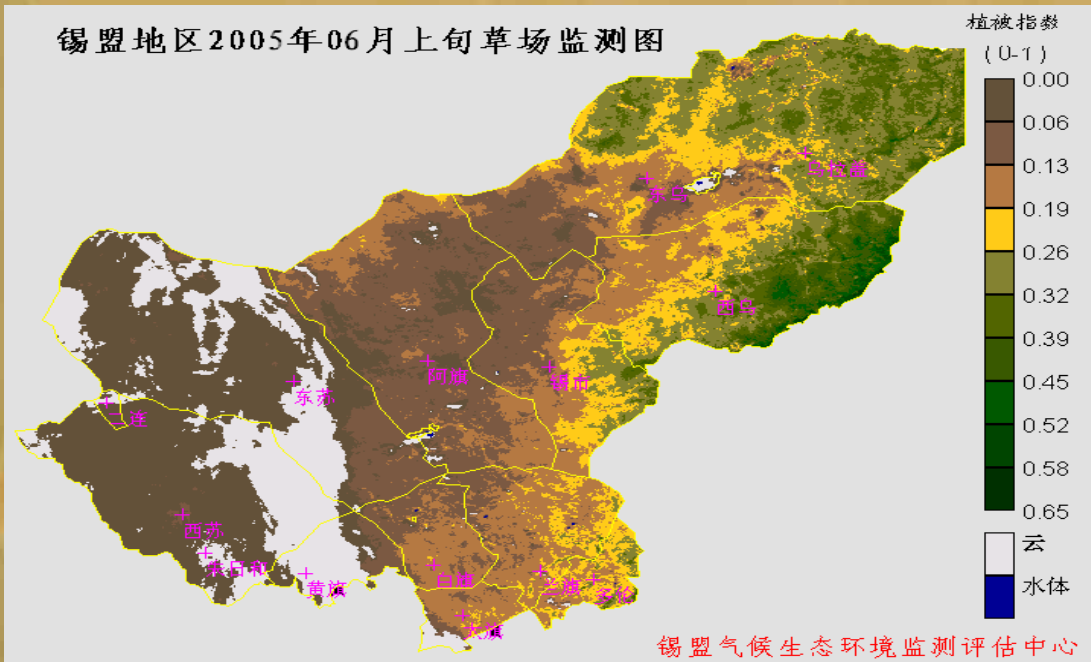 锡盟地区2005年06月上旬草场监测图
植被指数
(0-1)
0.00
0.06
0.13
0.19
0.26
0.32
0.39
0.45
0.52
0.58
0.65
云
水体
乌拉盖
东乌
西乌
阿旗
锡市
东苏
二连
西苏
朱日和
黄旗
白旗
兰旗
多伦
太旗
锡盟气候生态环境监测评估中心